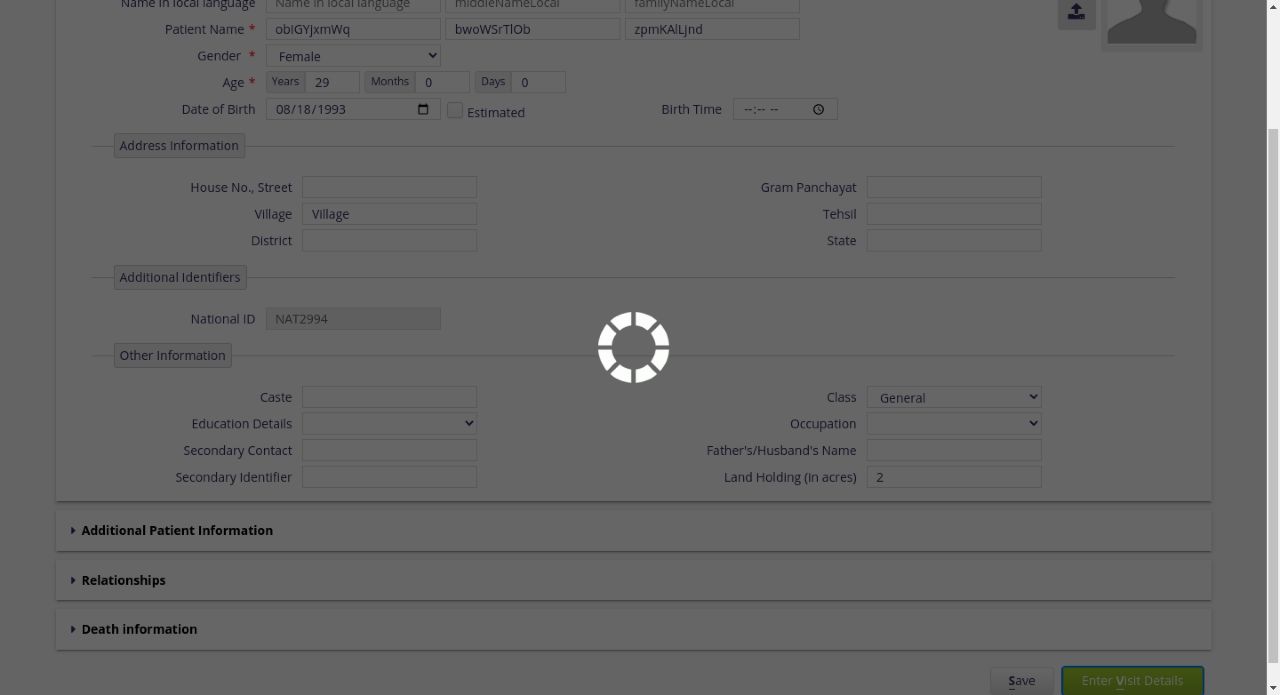 Name in local language Name in local language middleNameLocal familyNameLocal
Patient Name * obIGYJxmWq bwoWSrTlOb zpmKAlLjnd
Gender * Female
Age * Years 29 Months 0 Days 0
Date of Birth 08/18/1993 Estimated Birth Time --:-- --
Address Information
House No., Street Gram Panchayat
Village Village Tehsil
District State
Additional Identifiers
National ID NAT2994
Other Information
Caste Class General
Education Details Occupation
Secondary Contact Father's/Husband's Name
Secondary Identifier Land Holding (in acres) 2
Additional Patient Information
Relationships
Death information
Save Enter Visit Details